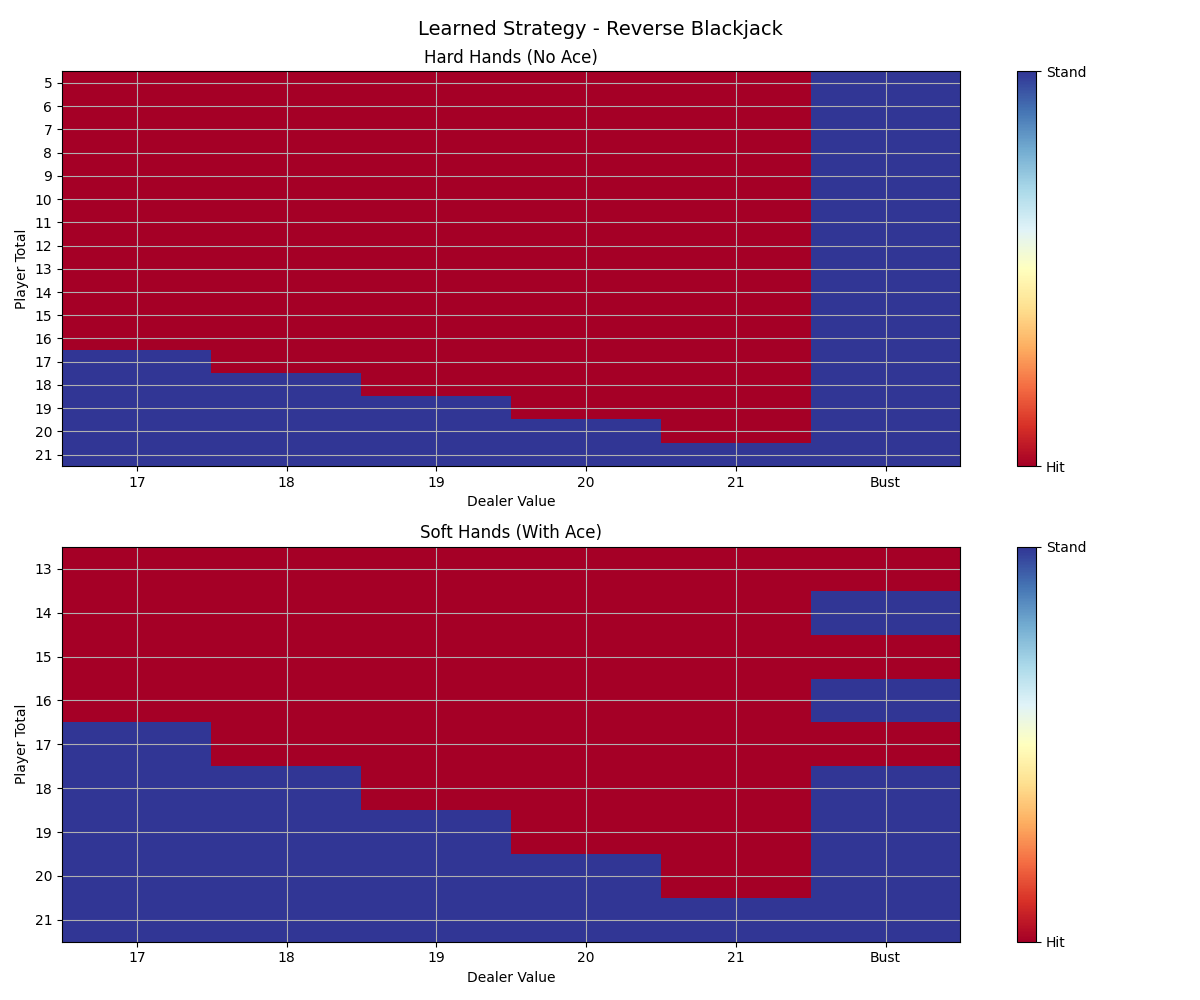 Learned Strategy - Reverse Blackjack
Hard Hands (No Ace)
Stand
5
6
7
8
9
10
11
12
13
14
15
16
17
18
19
20
21
Player Total
Hit
17 18 19 20 21 Bust
Dealer Value
Soft Hands (With Ace)
Stand
13
14
15
16
17
18
19
20
21
Player Total
Hit
17 18 19 20 21 Bust
Dealer Value